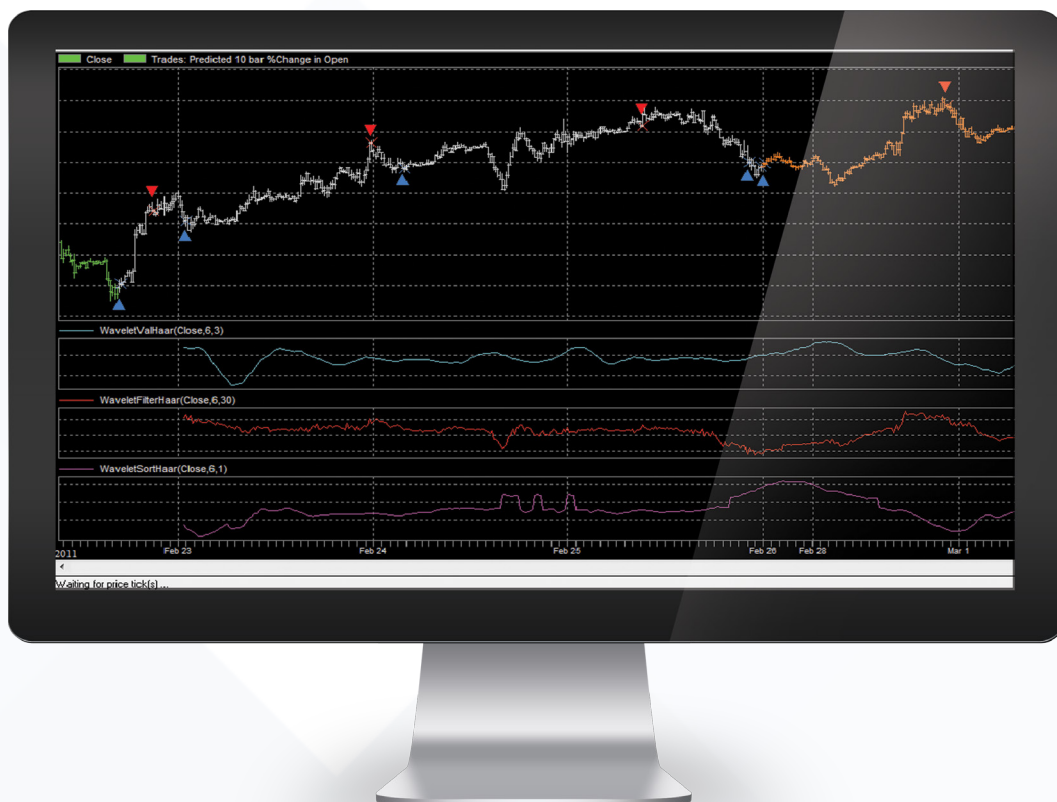 Close Trades: Predicted 10 bar %Change in Open
WaveletValHaar(Close,6,3)
WaveletFilterHaar(Close,6,30)
WaveletSortHaar(Close,6,1)
2011 Feb 23 Feb 24 Feb 25 Feb 26 Feb 28 Mar 1
Waiting for price tick(s) ...